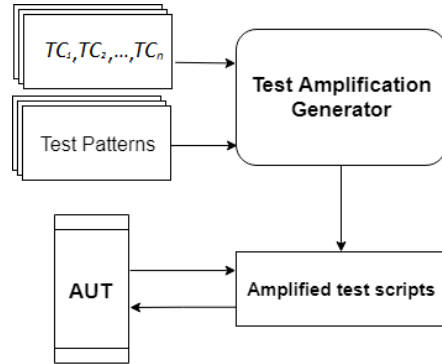 TC₁,TC₂,...,TCₙ
Test Amplification
Generator
Test Patterns
AUT
Amplified test scripts